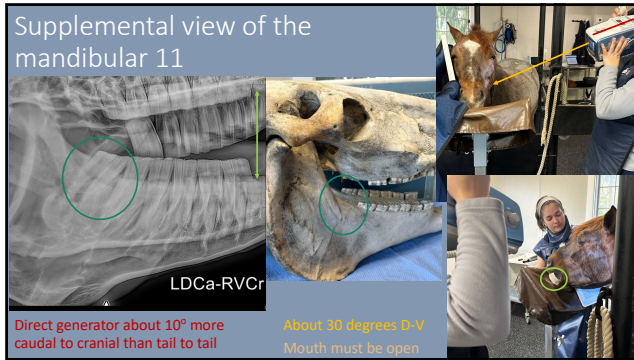 Supplemental view of the
mandibular 11
LDCa-RVCr
Direct generator about 10° more
caudal to cranial than tail to tail
About 30 degrees D-V
Mouth must be open